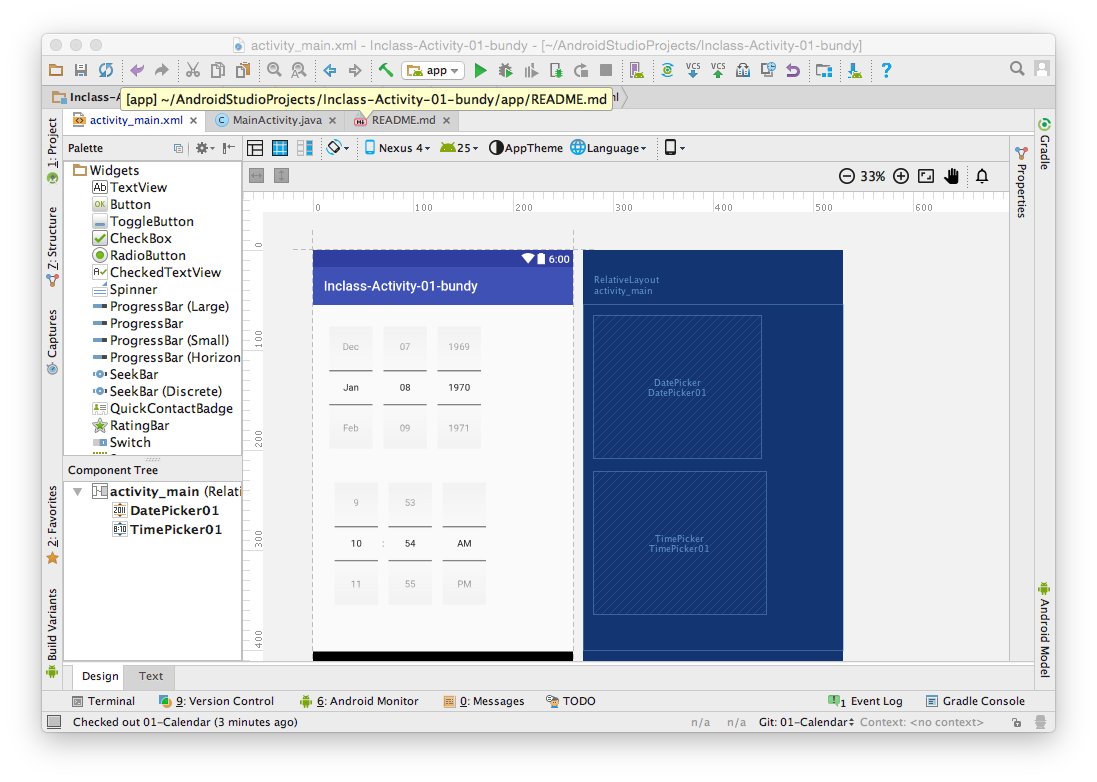 activity_main.xml - Inclass-Activity-01-bundy - [~/AndroidStudioProjects/Inclass-Activity-01-bundy]
app
VCS VCS
?
Inclass-A
[app] ~/AndroidStudioProjects/Inclass-Activity-01-bundy/app/README.md
activity_main.xml MainActivity.java README.md
Palette
Nexus 4 25 AppTheme Language
33%
Widgets
Ab TextView
OK Button
ToggleButton
CheckBox
RadioButton
CheckedTextView
Spinner
ProgressBar (Large)
ProgressBar
ProgressBar (Small)
ProgressBar (Horizon
SeekBar
SeekBar (Discrete)
QuickContactBadge
RatingBar
Switch
Component Tree
activity_main (Relati
DatePicker01
TimePicker01
1: Project
7: Structure
Captures
2: Favorites
Build Variants
0 100 200 300 400 500 600
0
100
200
300
400
6:00
Inclass-Activity-01-bundy
Dec 07 1969
Jan 08 1970
Feb 09 1971
9 53
10 : 54 AM
11 55 PM
RelativeLayout
activity_main
DatePicker
DatePicker01
TimePicker
TimePicker01
Gradle
Properties
Android Model
Design Text
Terminal 9: Version Control 6: Android Monitor 0: Messages TODO 1 Event Log Gradle Console
Checked out 01-Calendar (3 minutes ago) n/a n/a Git: 01-Calendar Context: <no context>